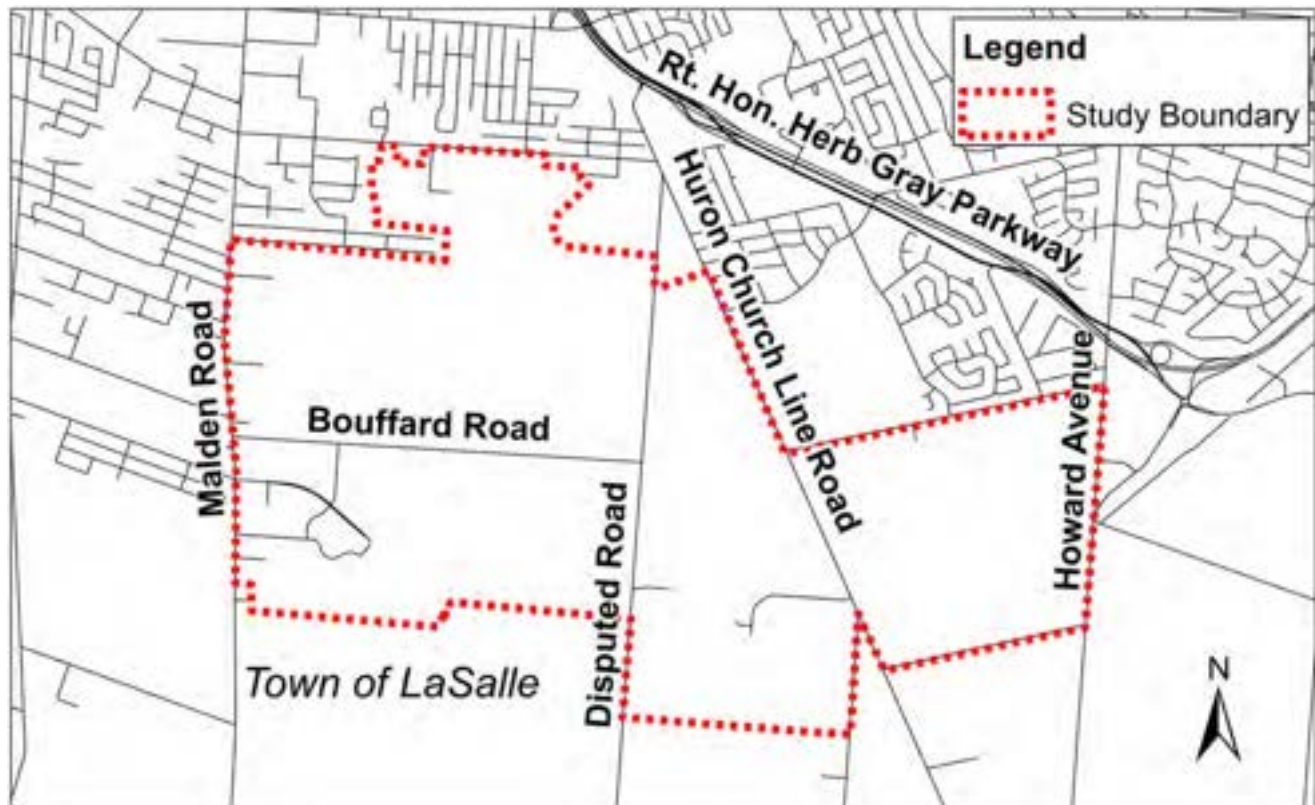 Legend
Study Boundary
Rt. Hon. Herb Gray Parkway
Huron Church Line Road
Malden Road
Bouffard Road
Howard Avenue
Disputed Road
Town of LaSalle
N